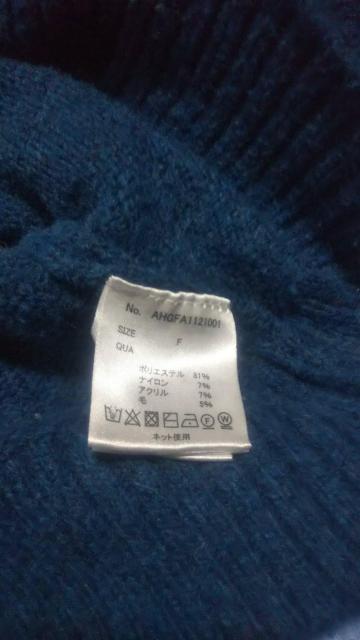 No. AHGFA1121001
SIZE F
QUA
ポリエステル 81%
ナイロン 7%
アクリル 7%
毛 5%
F W
ネット使用